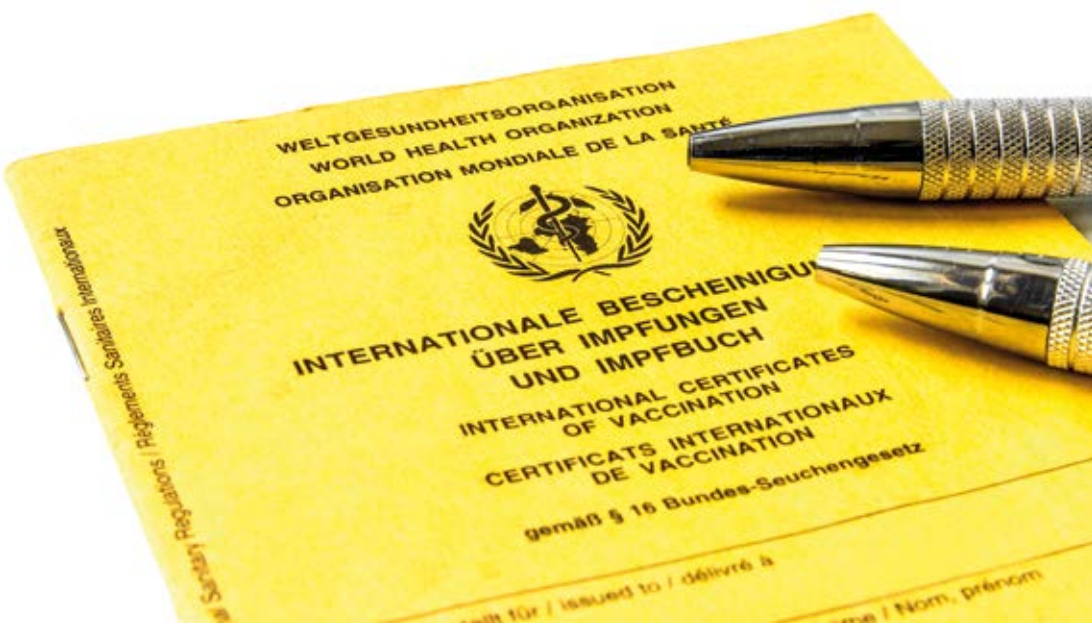 WELTGESUNDHEITSORGANISATION
WORLD HEALTH ORGANIZATION
ORGANISATION MONDIALE DE LA SANTÉ
INTERNATIONALE BESCHEINIGU
ÜBER IMPFUNGEN
UND IMPFBUCH
INTERNATIONAL CERTIFICATES
OF VACCINATION
CERTIFICATS INTERNATIONAUX
DE VACCINATION
gemäß § 16 Bundes-Seuchengesetz
für / issued to / délivré à
/ Nom, prénom
Sanitary Regulations / Règlements Sanitaires Internationaux